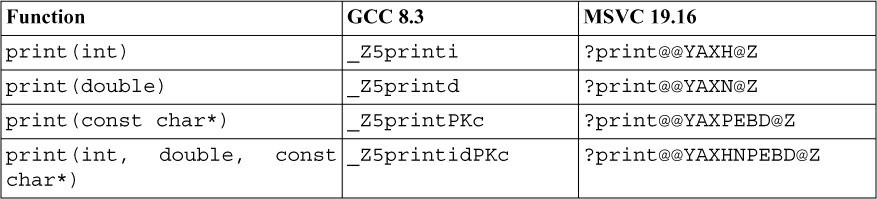 Function GCC 8.3 MSVC 19.16
print(int) _Z5printi ?print@@YAXH@Z
print(double) _Z5printd ?print@@YAXN@Z
print(const char*) _Z5printPKc ?print@@YAXPEBD@Z
print(int, double, const _Z5printidPKc ?print@@YAXHNPEBD@Z
char*)